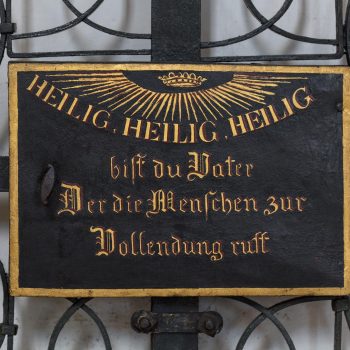 HEILIG, HEILIG, HEILIG
biſt du Vater
Der die Menſchen zur
Vollendung ruft